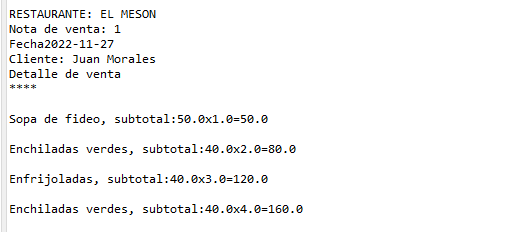 RESTAURANTE: EL MESON
Nota de venta: 1
Fecha2022-11-27
Cliente: Juan Morales
Detalle de venta
****
Sopa de fideo, subtotal:50.0x1.0=50.0
Enchiladas verdes, subtotal:40.0x2.0=80.0
Enfrijoladas, subtotal:40.0x3.0=120.0
Enchiladas verdes, subtotal:40.0x4.0=160.0